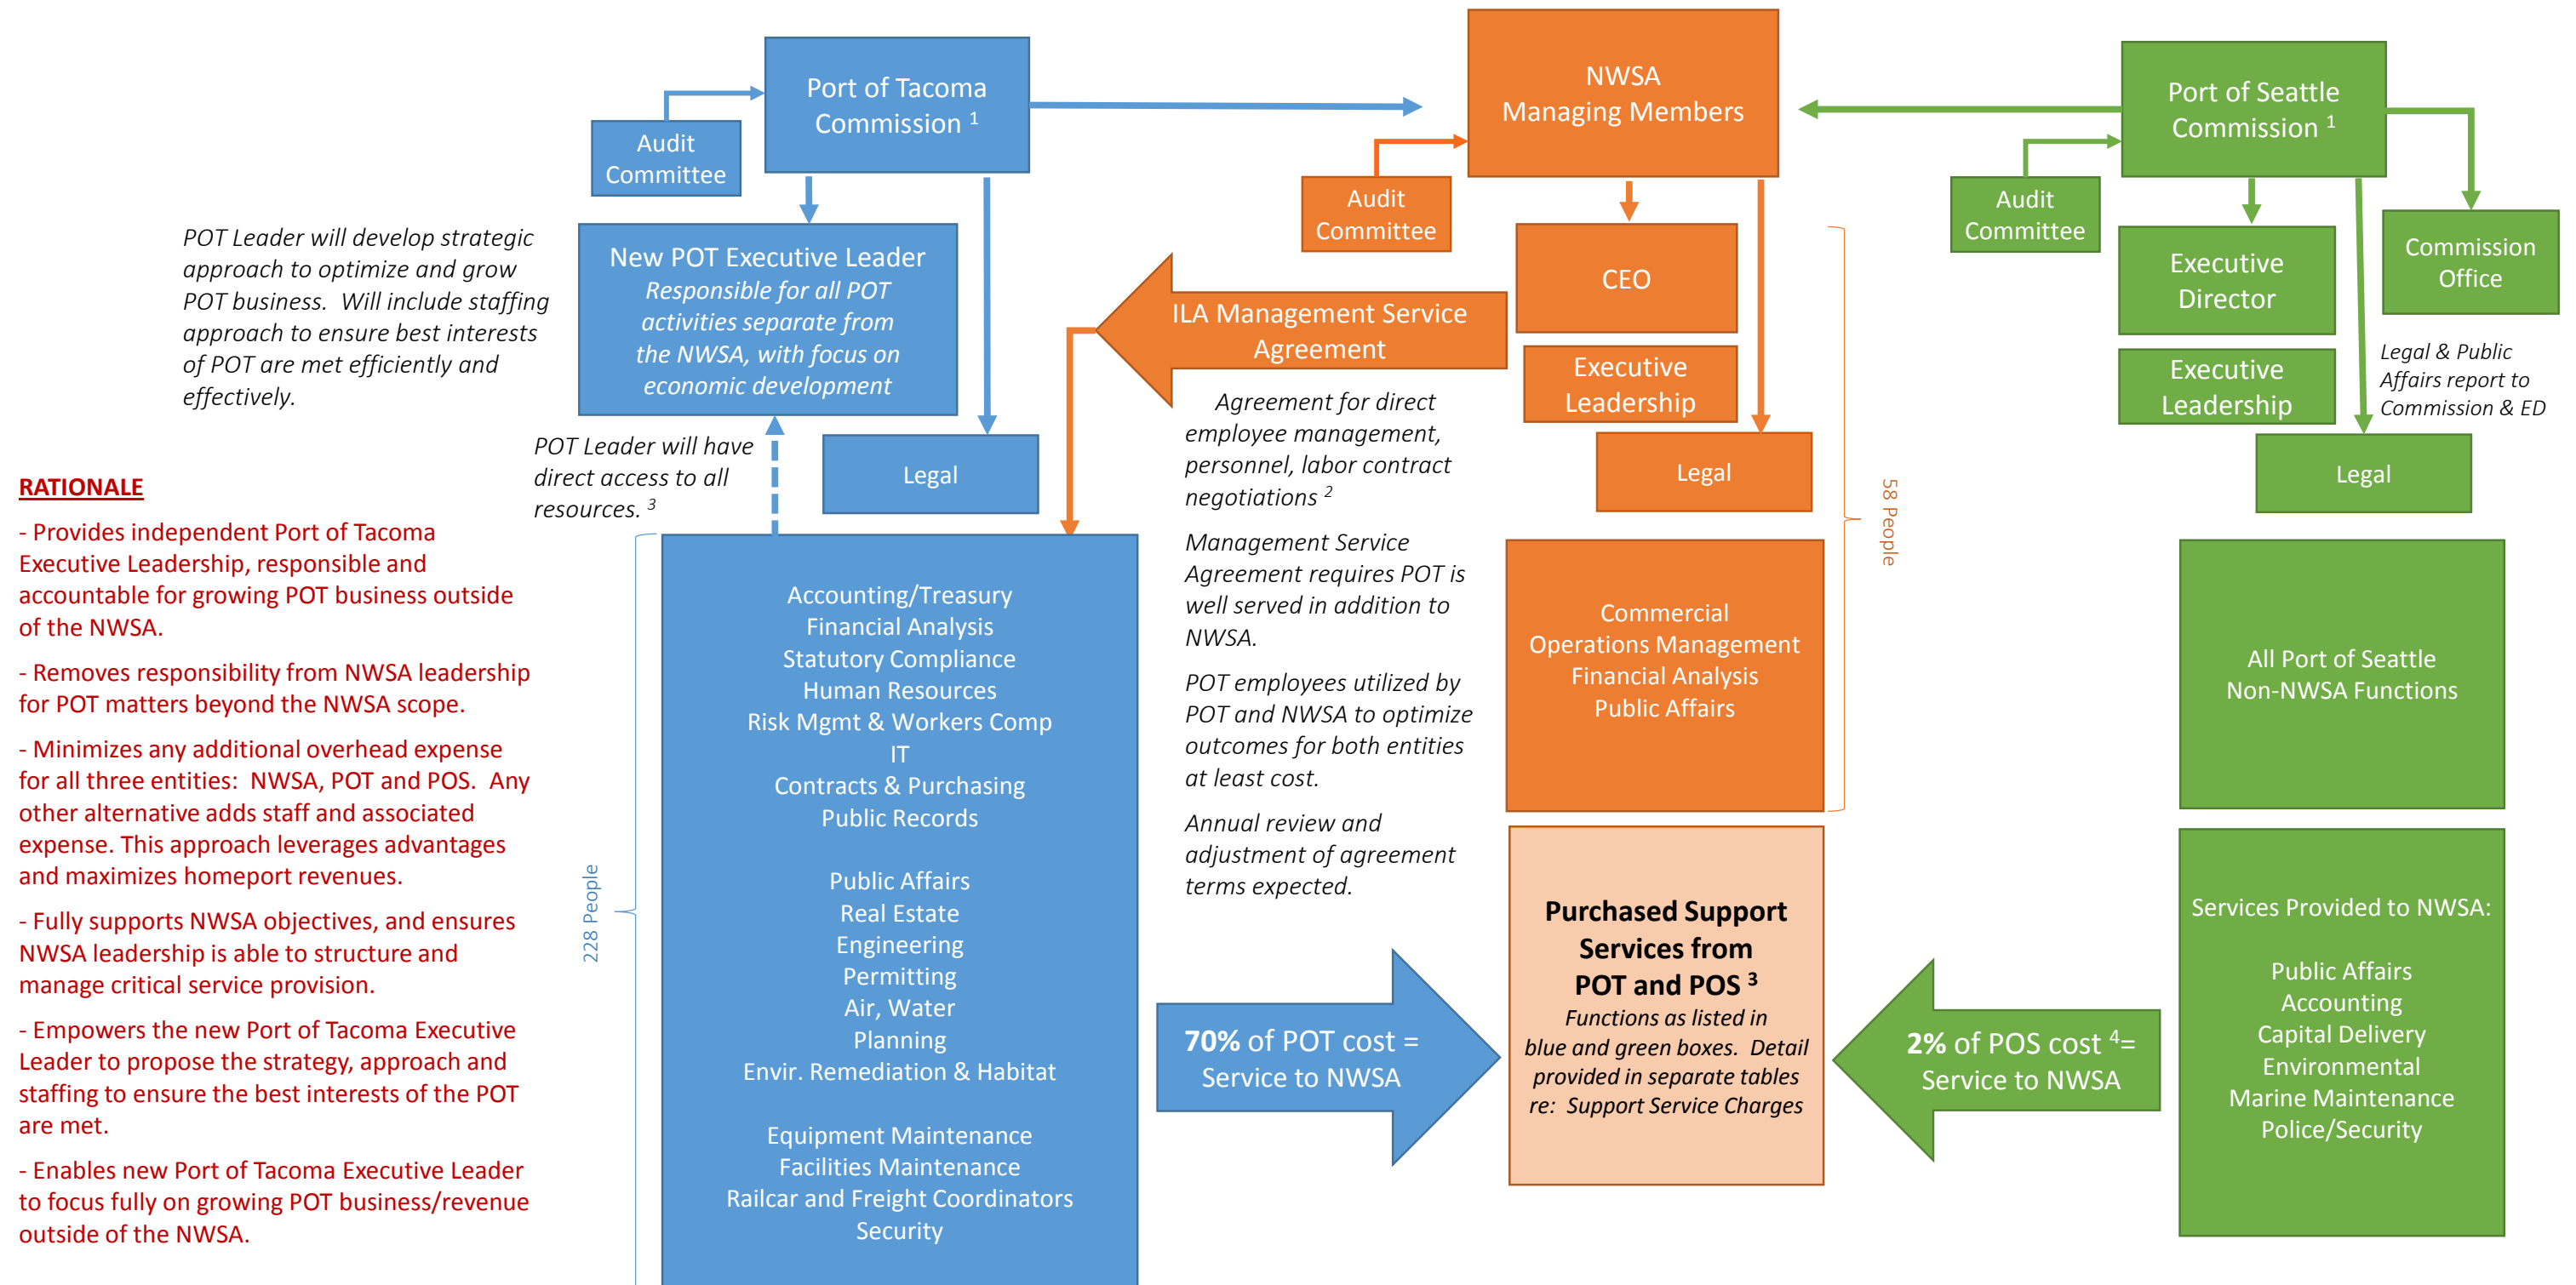 Port of Tacoma
Commission 1
Audit
Committee
NWSA
Managing Members
Audit
Committee
Port of Seattle
Commission 1
Audit
Committee
POT Leader will develop strategic
approach to optimize and grow
POT business.  Will include staffing
approach to ensure best interests
of POT are met efficiently and
effectively.
New POT Executive Leader
Responsible for all POT
activities separate from
the NWSA, with focus on
economic development
ILA Management Service
Agreement
CEO
Executive
Leadership
Executive
Director
Executive
Leadership
Commission
Office
Legal & Public
Affairs report to
Commission & ED
POT Leader will have
direct access to all
resources. 3
Legal
Legal
Legal
RATIONALE
- Provides independent Port of Tacoma
Executive Leadership, responsible and
accountable for growing POT business outside
of the NWSA.
- Removes responsibility from NWSA leadership
for POT matters beyond the NWSA scope.
- Minimizes any additional overhead expense
for all three entities:  NWSA, POT and POS.  Any
other alternative adds staff and associated
expense. This approach leverages advantages
and maximizes homeport revenues.
- Fully supports NWSA objectives, and ensures
NWSA leadership is able to structure and
manage critical service provision.
- Empowers the new Port of Tacoma Executive
Leader to propose the strategy, approach and
staffing to ensure the best interests of the POT
are met.
- Enables new Port of Tacoma Executive Leader
to focus fully on growing POT business/revenue
outside of the NWSA.
228 People
Accounting/Treasury
Financial Analysis
Statutory Compliance
Human Resources
Risk Mgmt & Workers Comp
IT
Contracts & Purchasing
Public Records
Public Affairs
Real Estate
Engineering
Permitting
Air, Water
Planning
Envir. Remediation & Habitat
Equipment Maintenance
Facilities Maintenance
Railcar and Freight Coordinators
Security
Agreement for direct
employee management,
personnel, labor contract
negotiations 2
Management Service
Agreement requires POT is
well served in addition to
NWSA.
POT employees utilized by
POT and NWSA to optimize
outcomes for both entities
at least cost.
Annual review and
adjustment of agreement
terms expected.
70% of POT cost =
Service to NWSA
58 People
Commercial
Operations Management
Financial Analysis
Public Affairs
Purchased Support
Services from
POT and POS 3
Functions as listed in
blue and green boxes.  Detail
provided in separate tables
re:  Support Service Charges
2% of POS cost 4=
Service to NWSA
All Port of Seattle
Non-NWSA Functions
Services Provided to NWSA:
Public Affairs
Accounting
Capital Delivery
Environmental
Marine Maintenance
Police/Security